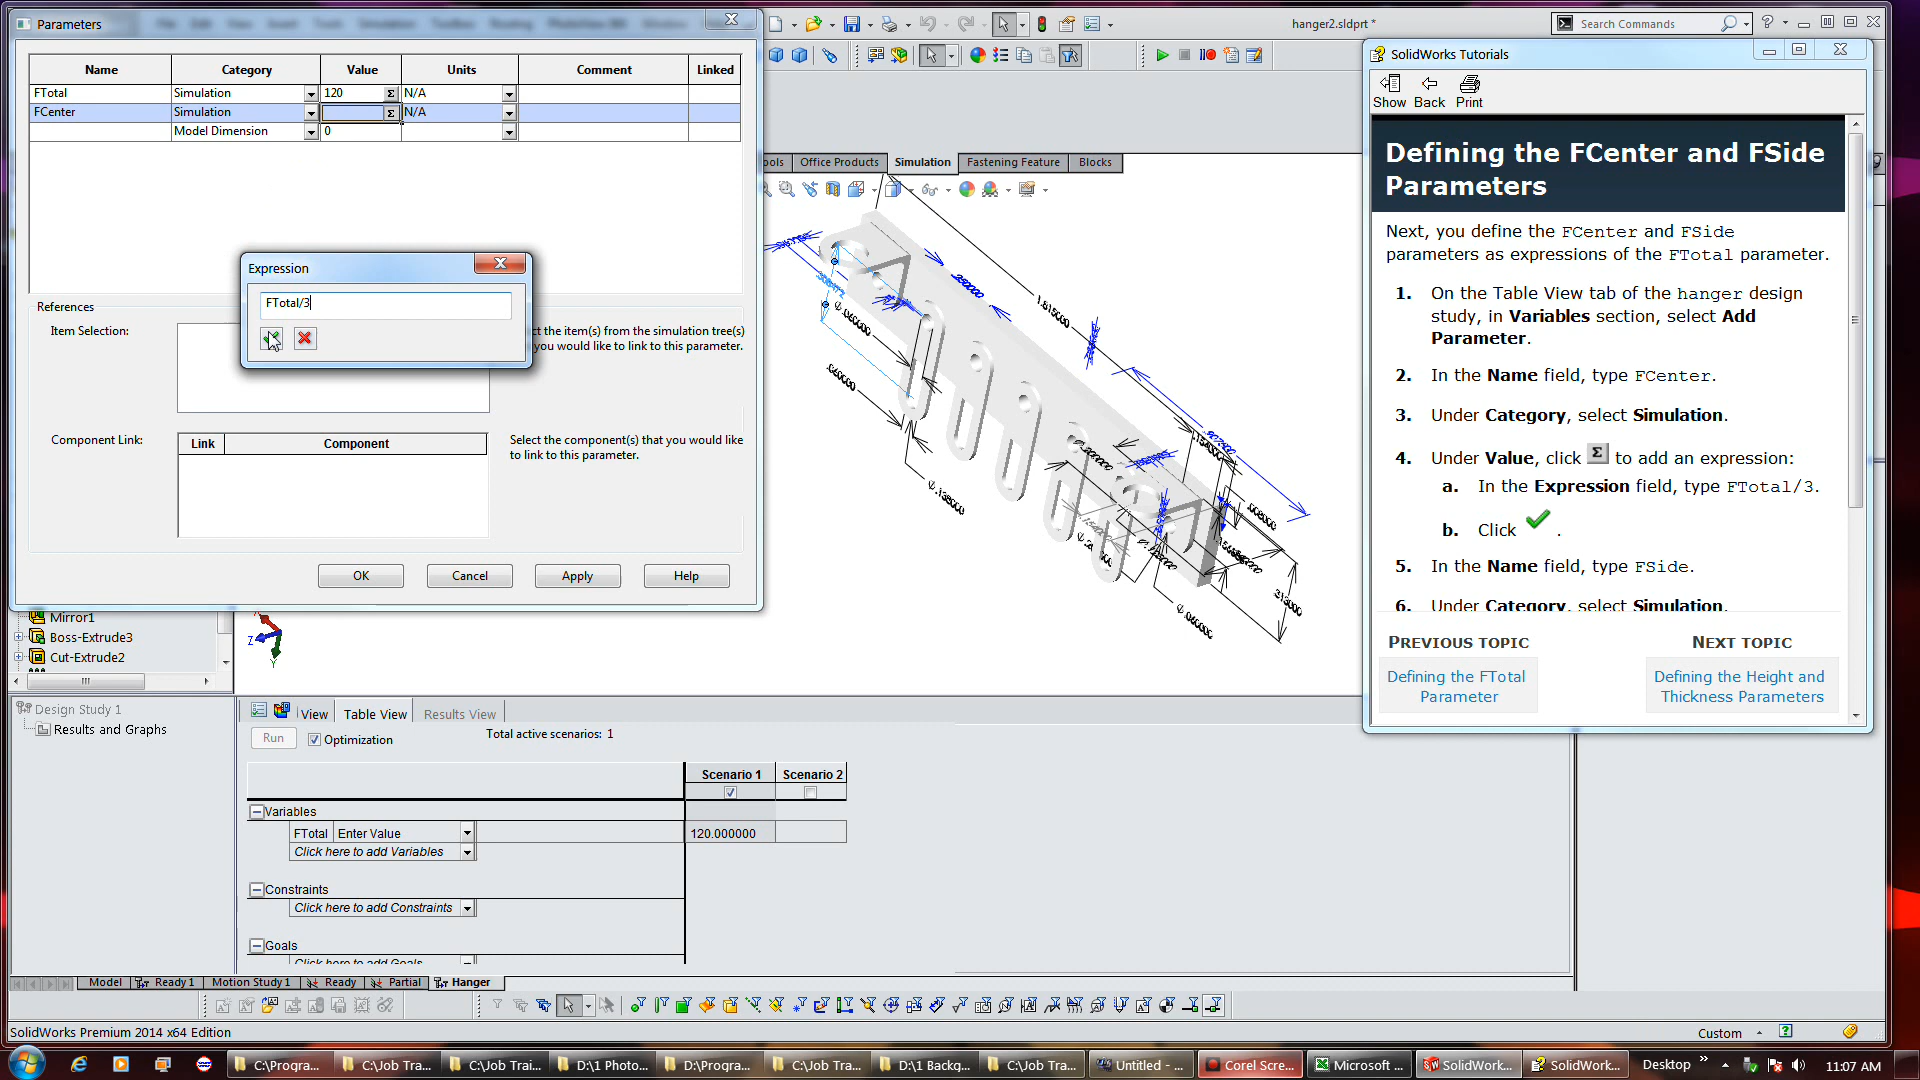 Parameters
hanger2.sldprt *
Search Commands
Name Category Value Units Comment Linked
FTotal Simulation 120 Σ N/A
FCenter Simulation Σ N/A
Model Dimension 0
Office Products Simulation Fastening Feature Blocks
Expression
FTotal/3
References
Item Selection:
the item(s) from the simulation tree(s)
you would like to link to this parameter.
Component Link:
Link Component
Select the component(s) that you would like
to link to this parameter.
OK Cancel Apply Help
Mirror1
Boss-Extrude3
Cut-Extude2
Z
Y
1.815000
SolidWorks Tutorials
Show Back Print
Defining the FCenter and FSide
Parameters
Next, you define the FCenter and FSide
parameters as expressions of the FTotal parameter.
1. On the Table View tab of the hanger design
study, in Variables section, select Add
Parameter.
2. In the Name field, type FCenter.
3. Under Category, select Simulation.
4. Under Value, click Σ to add an expression:
a. In the Expression field, type FTotal/3.
b. Click .
5. In the Name field, type FSide.
6. Under Category, select Simulation.
PREVIOUS TOPIC
Defining the FTotal
Parameter
NEXT TOPIC
Defining the Height and
Thickness Parameters
Design Study 1
Results and Graphs
View Table View Results View
Run Optimization Total active scenarios: 1
Scenario 1 Scenario 2
Variables
FTotal Enter Value 120.000000
Click here to add Variables
Constraints
Click here to add Constraints
Goals
Click here to add Goals
Model Ready1 Motion Study1 Ready Partial Hanger
SolidWorks Premium 2014 x64 Edition
Custom
C:\Progra... C:\Job Tra... C:\Job Trai... D:\1 Photo... D:\Progra... C:\Job Tra... D:\1 Backg... C:\Job Tra... Untitled - ... Corel Scre... Microsoft ... SolidWork... SolidWork... Desktop » 11:07 AM